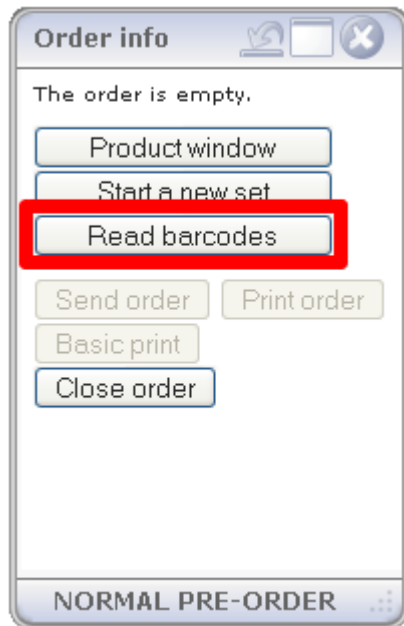 Order info
The order is empty.
Product window
Start a new set
Read barcodes
Send order Print order
Basic print
Close order
NORMAL PRE-ORDER